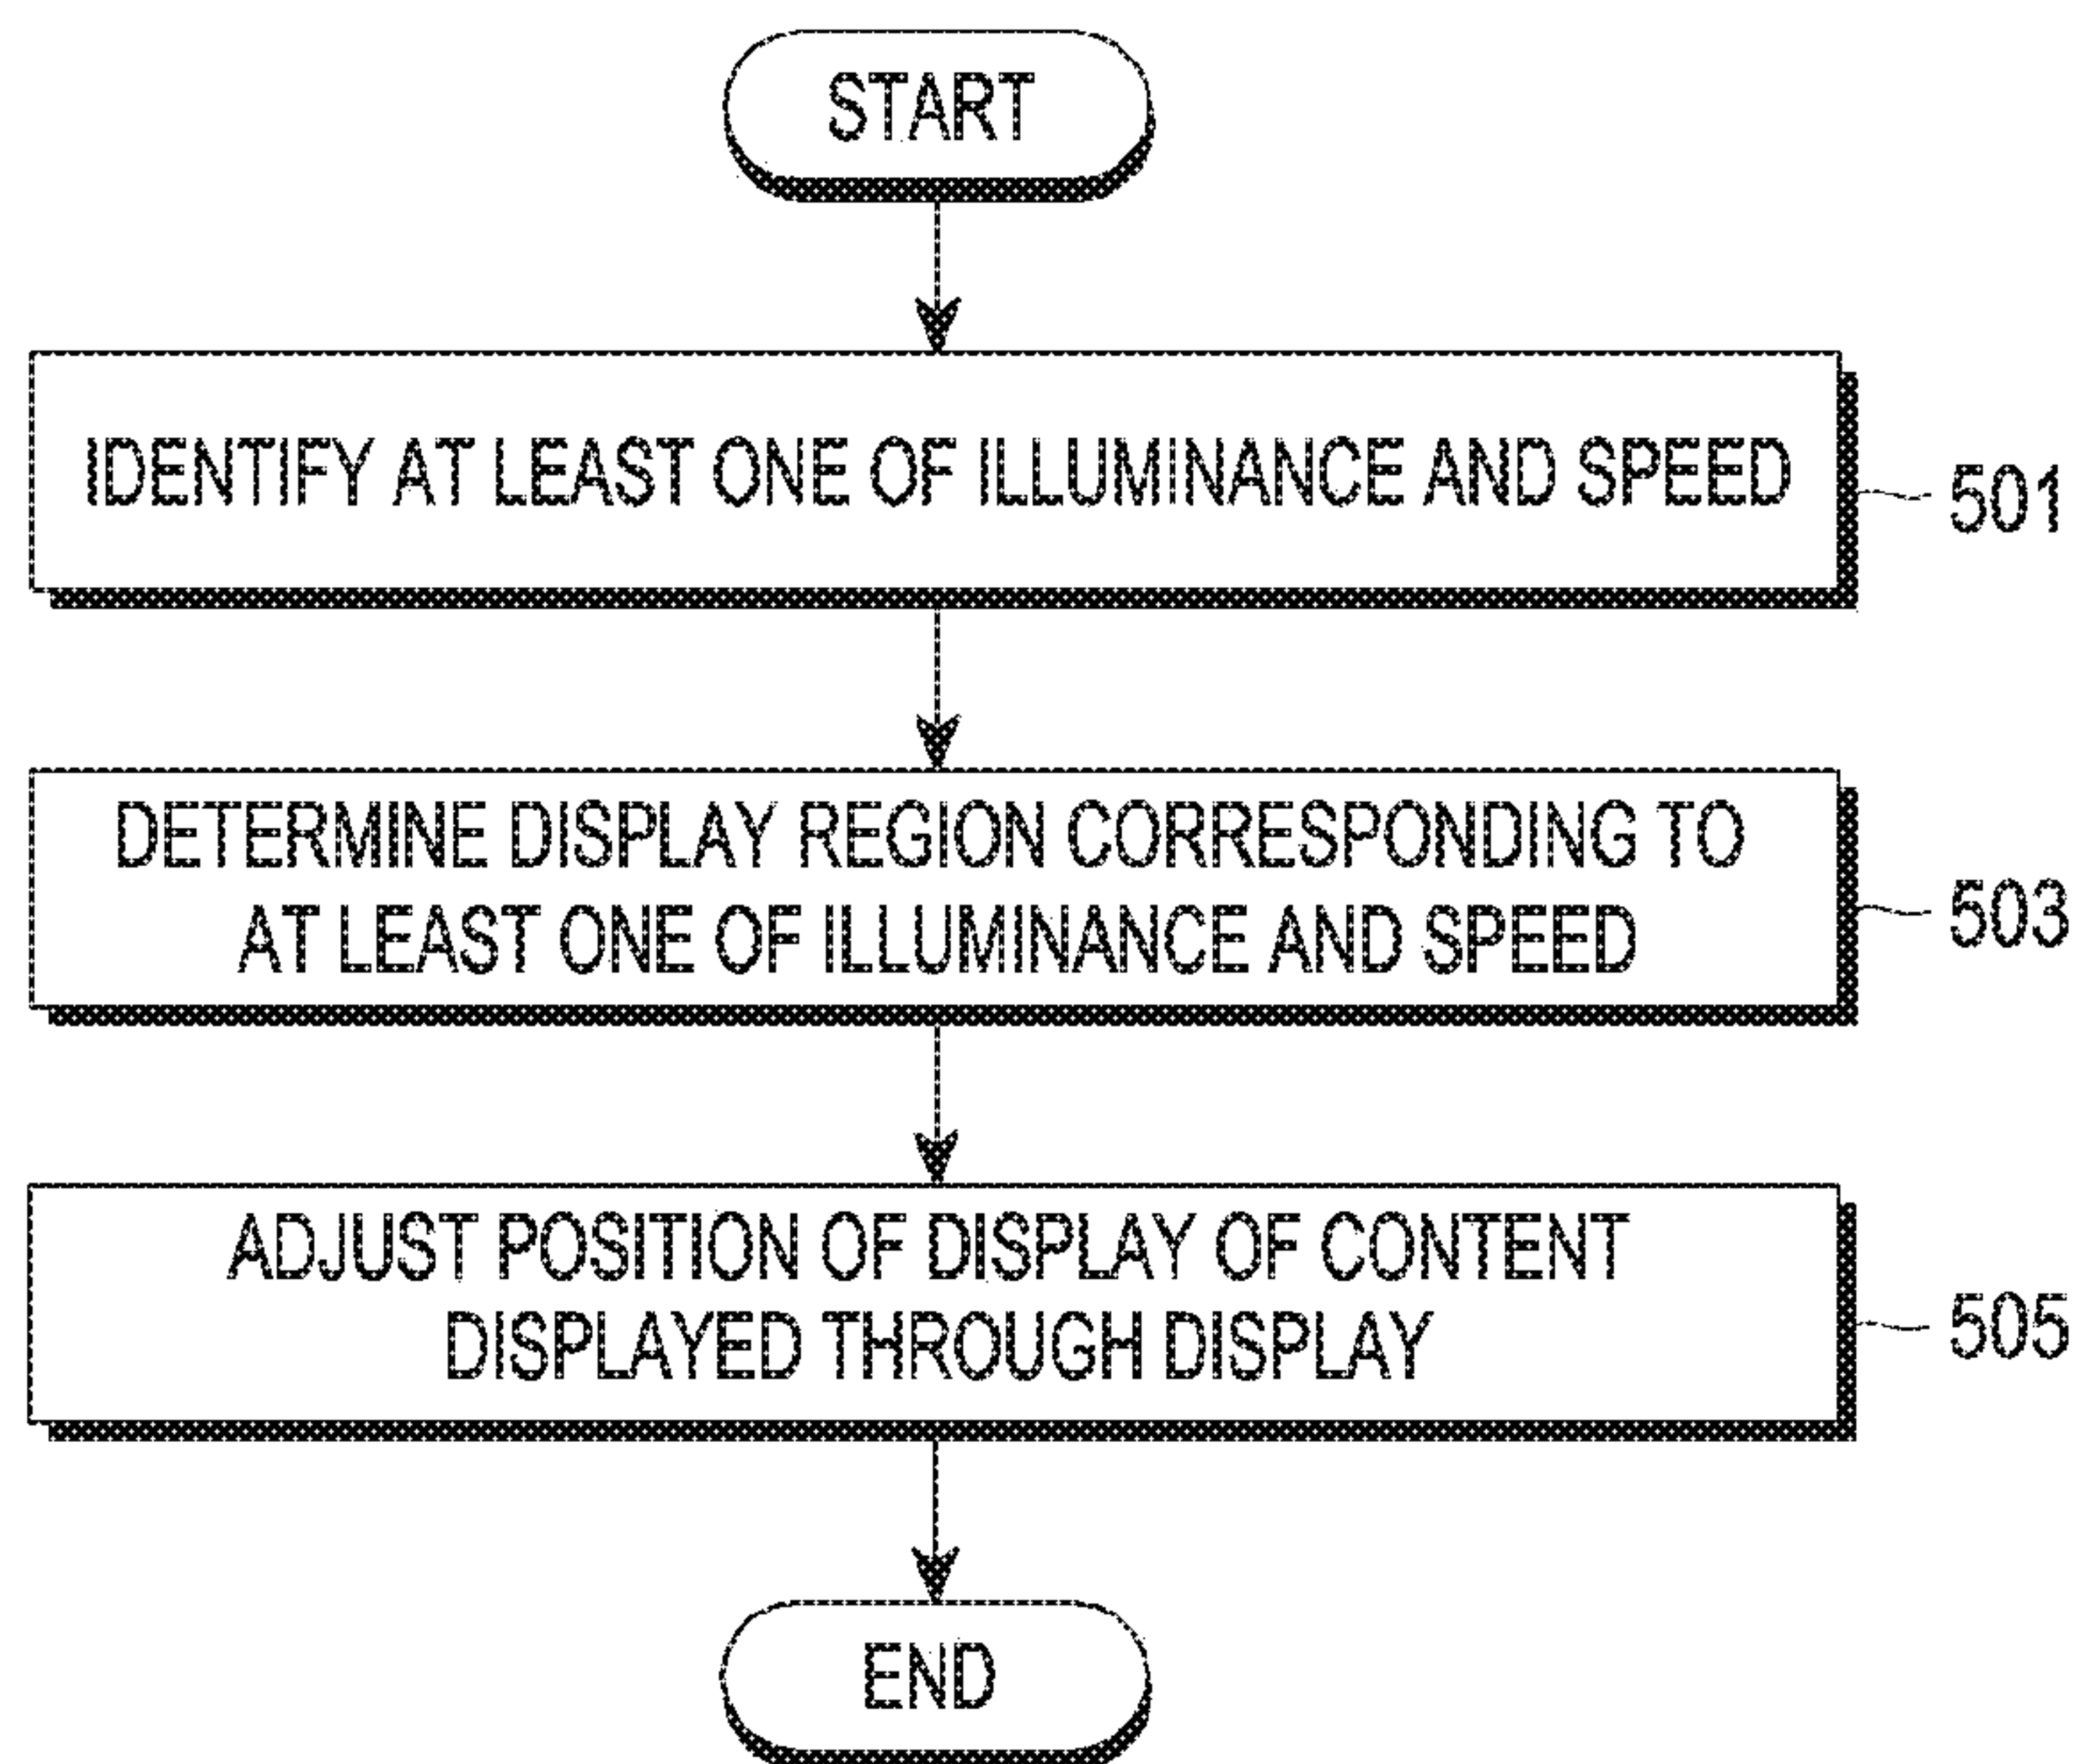 START
IDENTIFY AT LEAST ONE OF ILLUMINANCE AND SPEED
501
DETERMINE DISPLAY REGION CORRESPONDING TO
AT LEAST ONE OF ILLUMINANCE AND SPEED
503
ADJUST POSITION OF DISPLAY OF CONTENT
DISPLAYED THROUGH DISPLAY
505
END